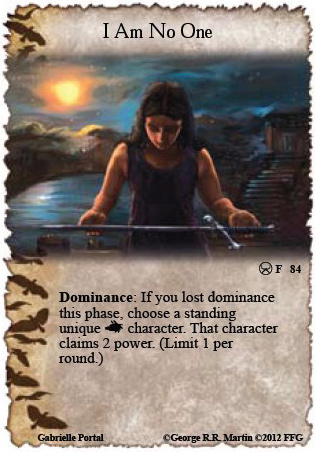 I Am No One
F 84
Dominance: If you lost dominance
this phase, choose a standing
unique character. That character
claims 2 power. (Limit 1 per
round.)
Gabrielle Portal ©George R.R. Martin ©2012 FFG